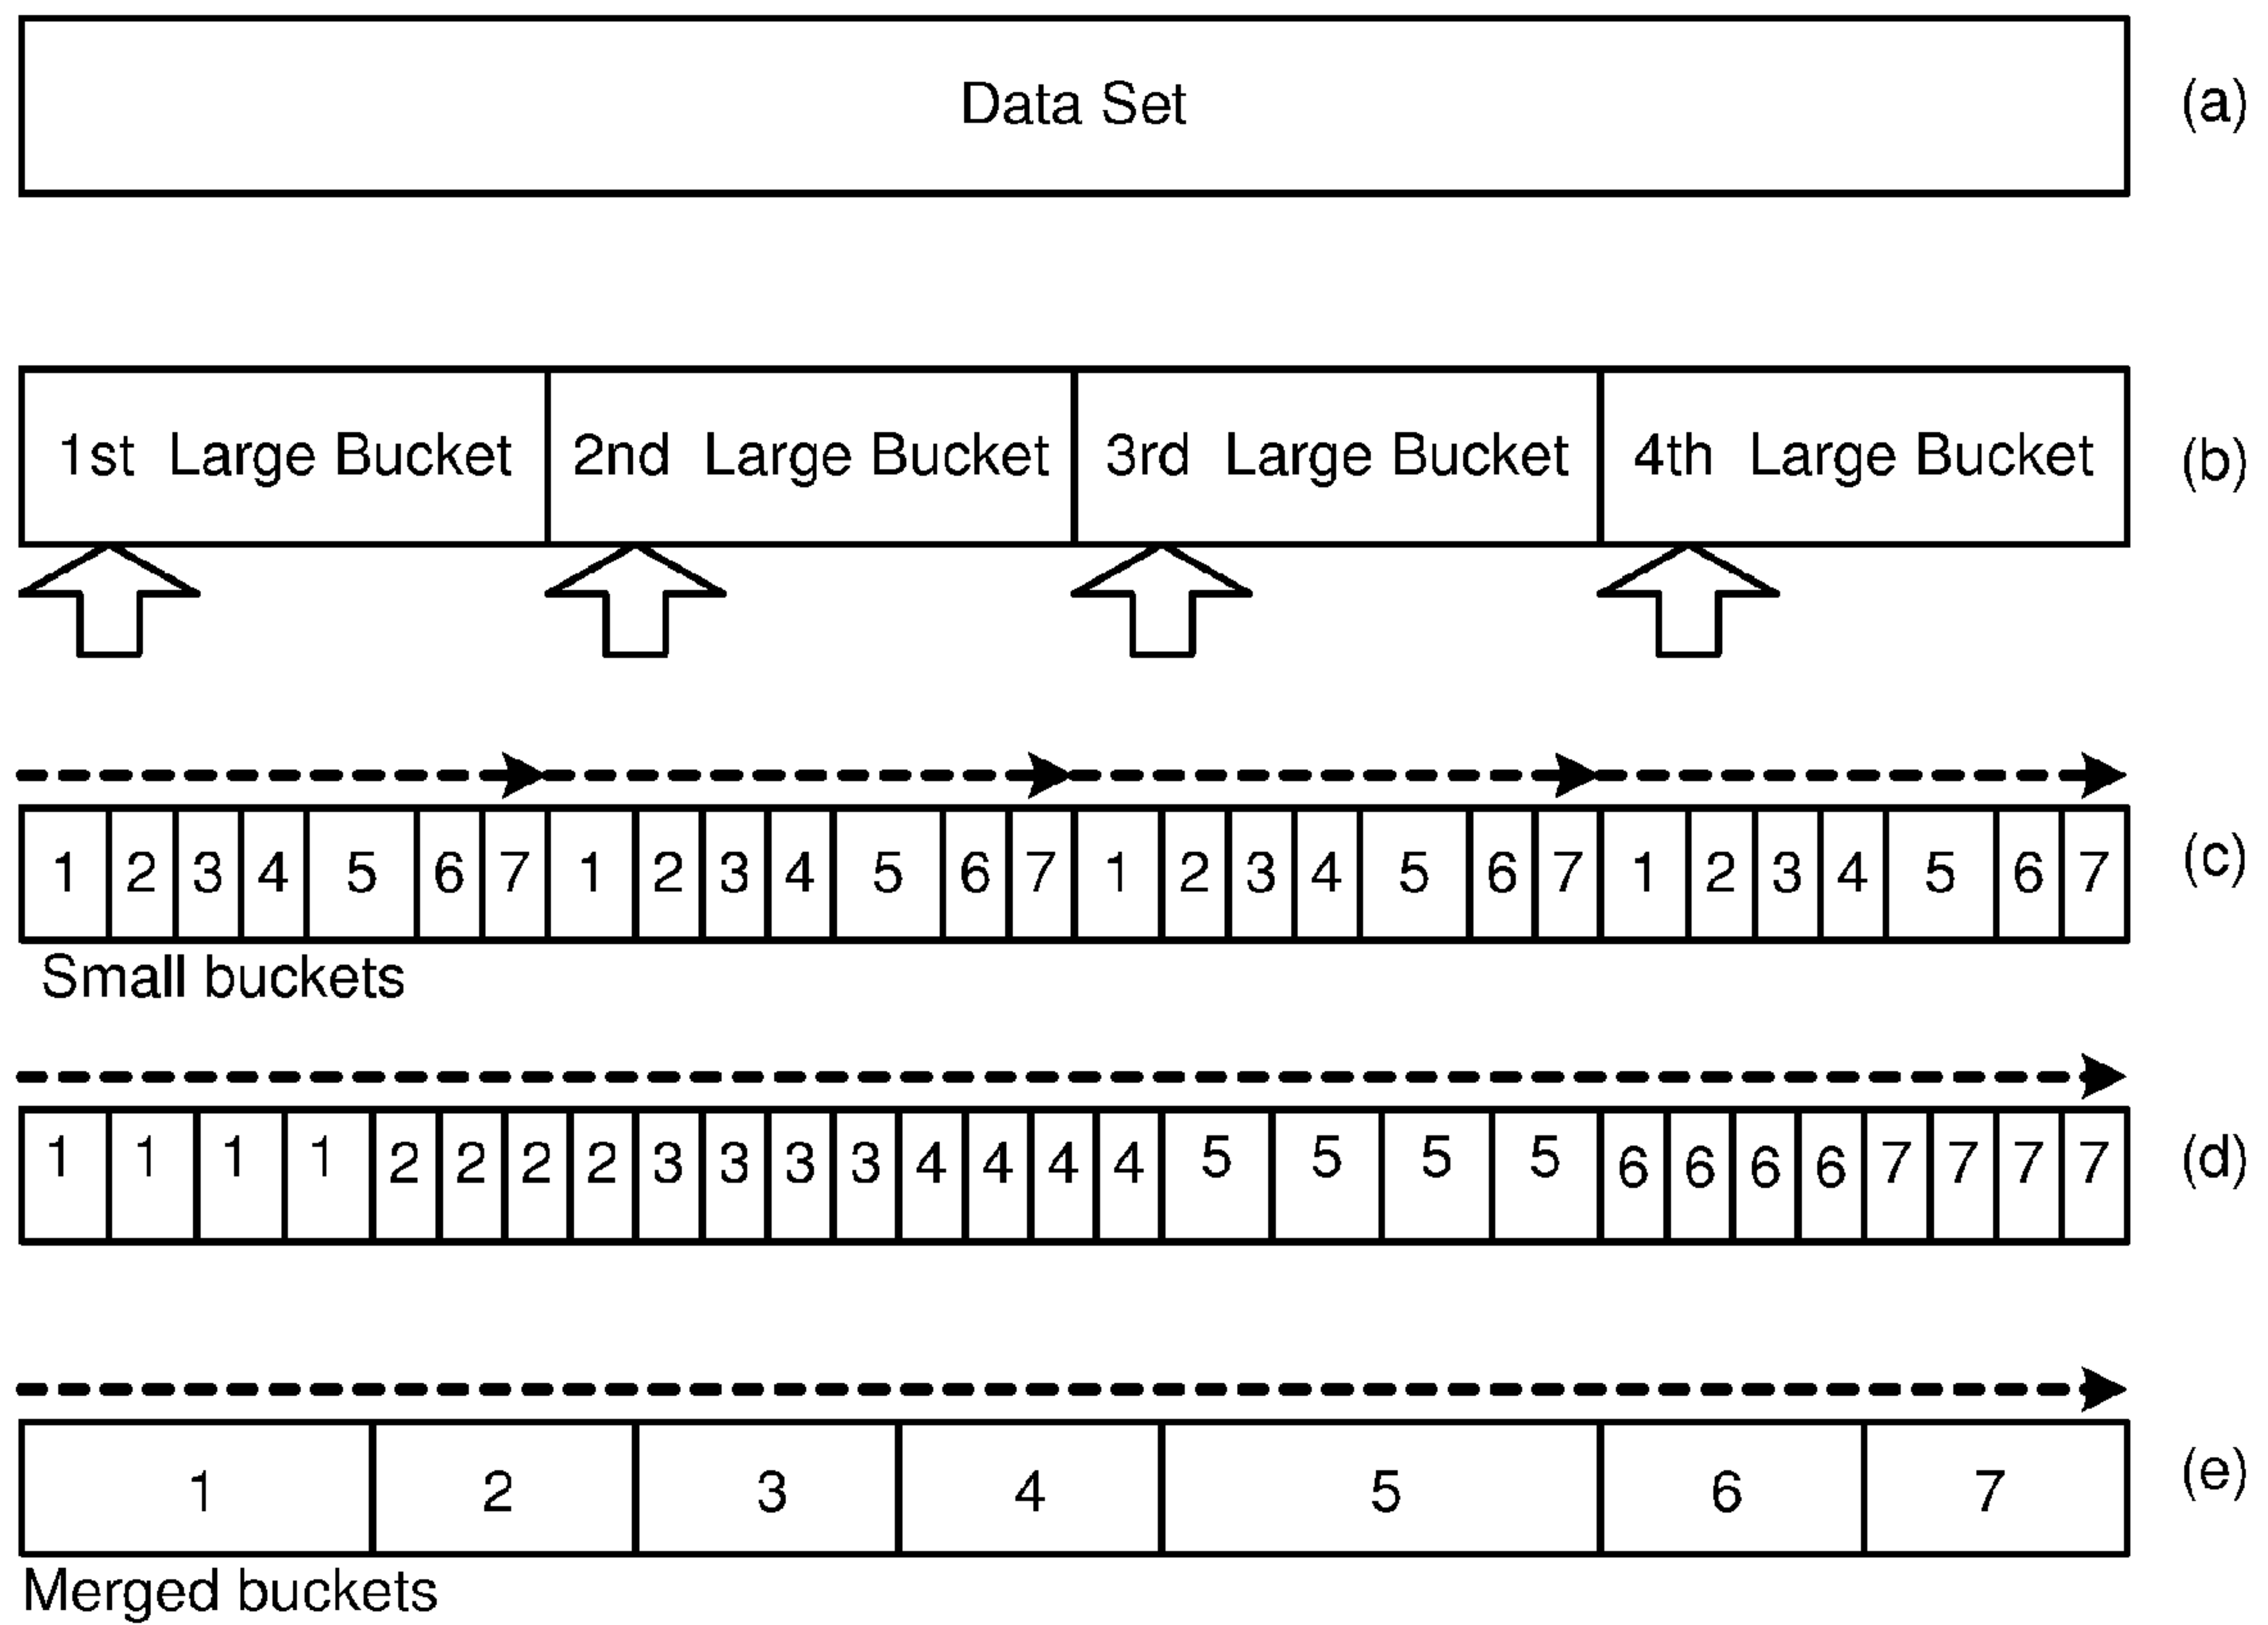 Data Set (a)
1st Large Bucket 2nd Large Bucket 3rd Large Bucket 4th Large Bucket (b)
1 2 3 4 5 6 7 1 2 3 4 5 6 7 1 2 3 4 5 6 7 1 2 3 4 5 6 7 (c)
Small buckets
1 1 1 1 2 2 2 2 3 3 3 3 4 4 4 4 5 5 5 5 6 6 6 6 7 7 7 7 (d)
1 2 3 4 5 6 7 (e)
Merged buckets